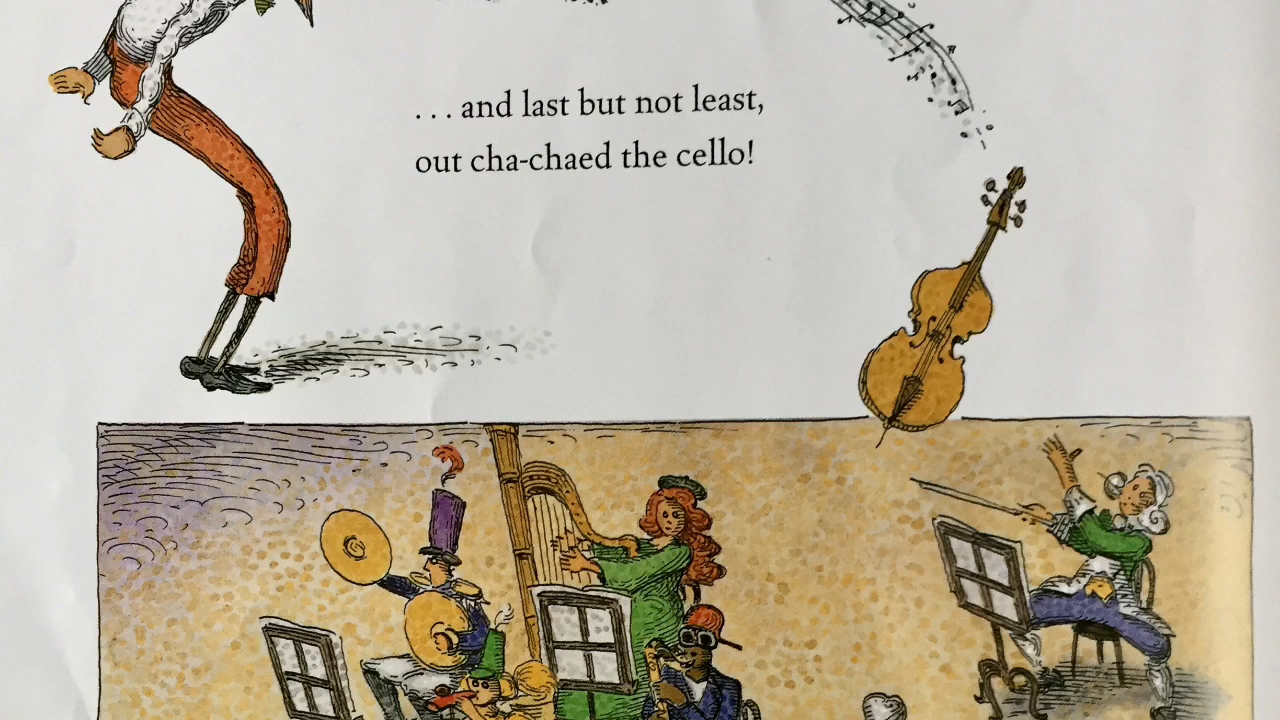 . . . and last but not least,
out cha-chaed the cello!